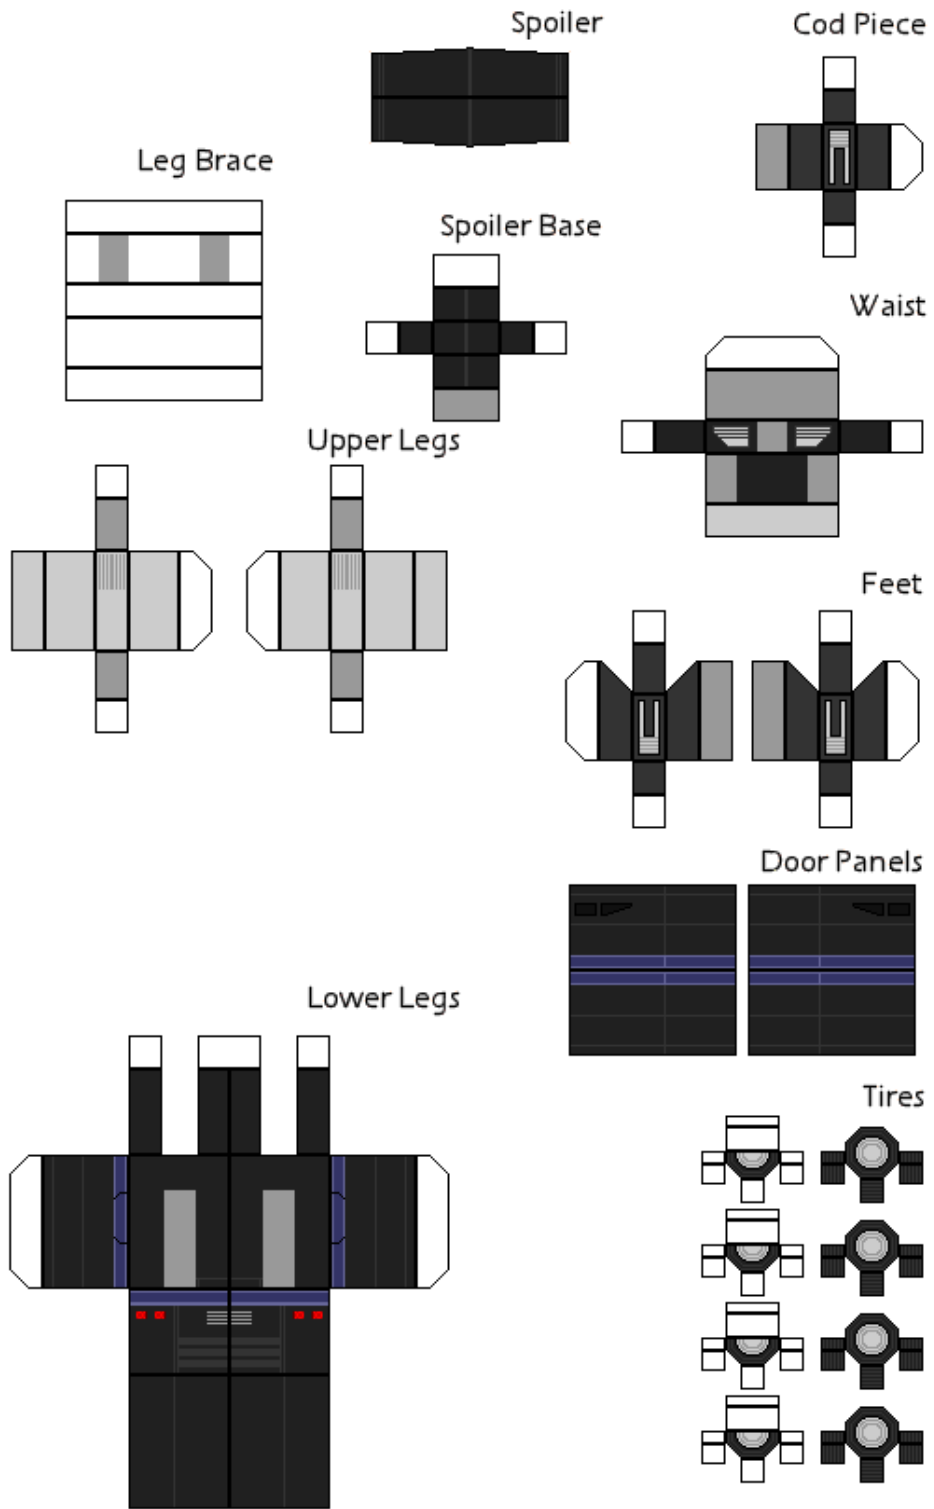 Spoiler
Cod Piece
Leg Brace
Spoiler Base
Waist
Upper Legs
Feet
Door Panels
Lower Legs
Tires